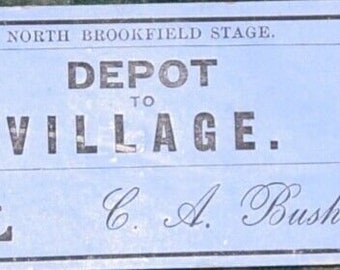 NORTH BROOKFIELD STAGE.
DEPOT
TO
VILLAGE.
C. A. Bush